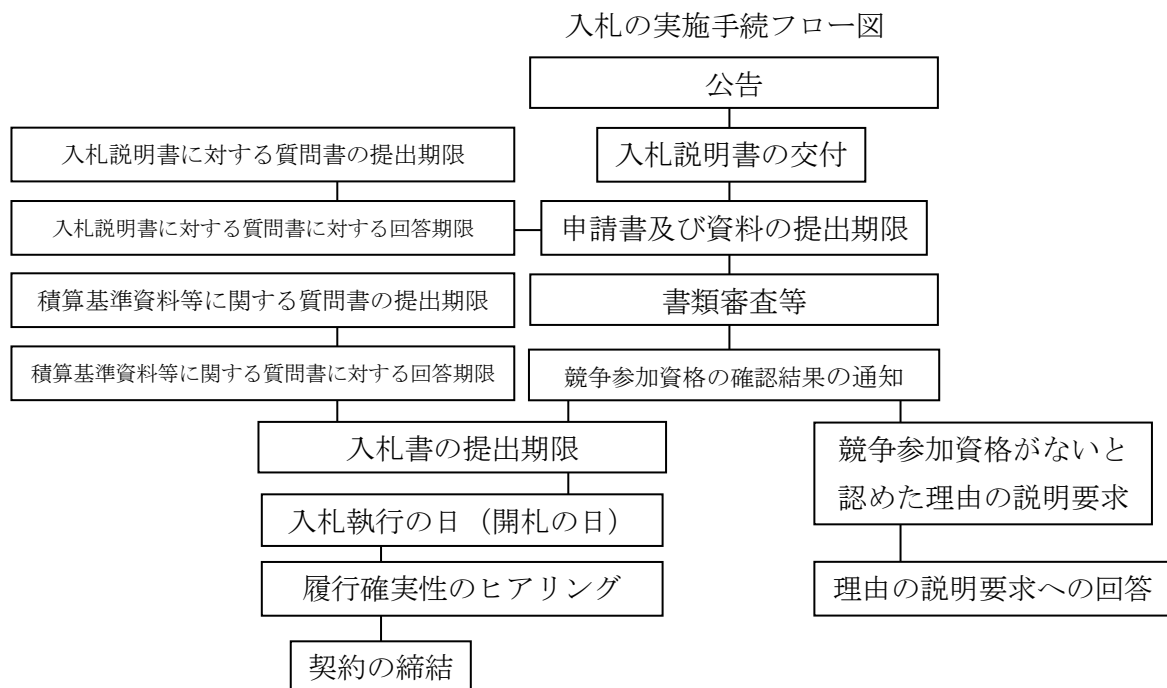 入札の実施手続フロー図
公告
入札説明書に対する質問書の提出期限
入札説明書の交付
入札説明書に対する質問書に対する回答期限
申請書及び資料の提出期限
積算基準資料等に関する質問書の提出期限
書類審査等
積算基準資料等に関する質問書に対する回答期限
競争参加資格の確認結果の通知
入札書の提出期限
競争参加資格がないと
認めた理由の説明要求
入札執行の日（開札の日）
履行確実性のヒアリング
理由の説明要求への回答
契約の締結